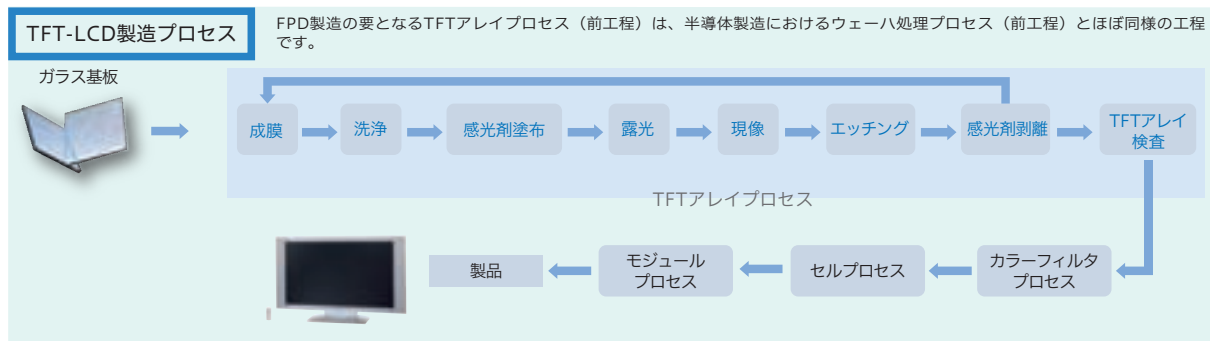 TFT-LCD製造プロセス
FPD製造の要となるTFTアレイプロセス（前工程）は、半導体製造におけるウェーハ処理プロセス（前工程）とほぼ同様の工程
です。
ガラス基板
成膜
洗浄
感光剤塗布
露光
現像
エッチング
感光剤剥離
TFTアレイ
検査
TFTアレイプロセス
カラーフィルタ
プロセス
セルプロセス
モジュール
プロセス
製品